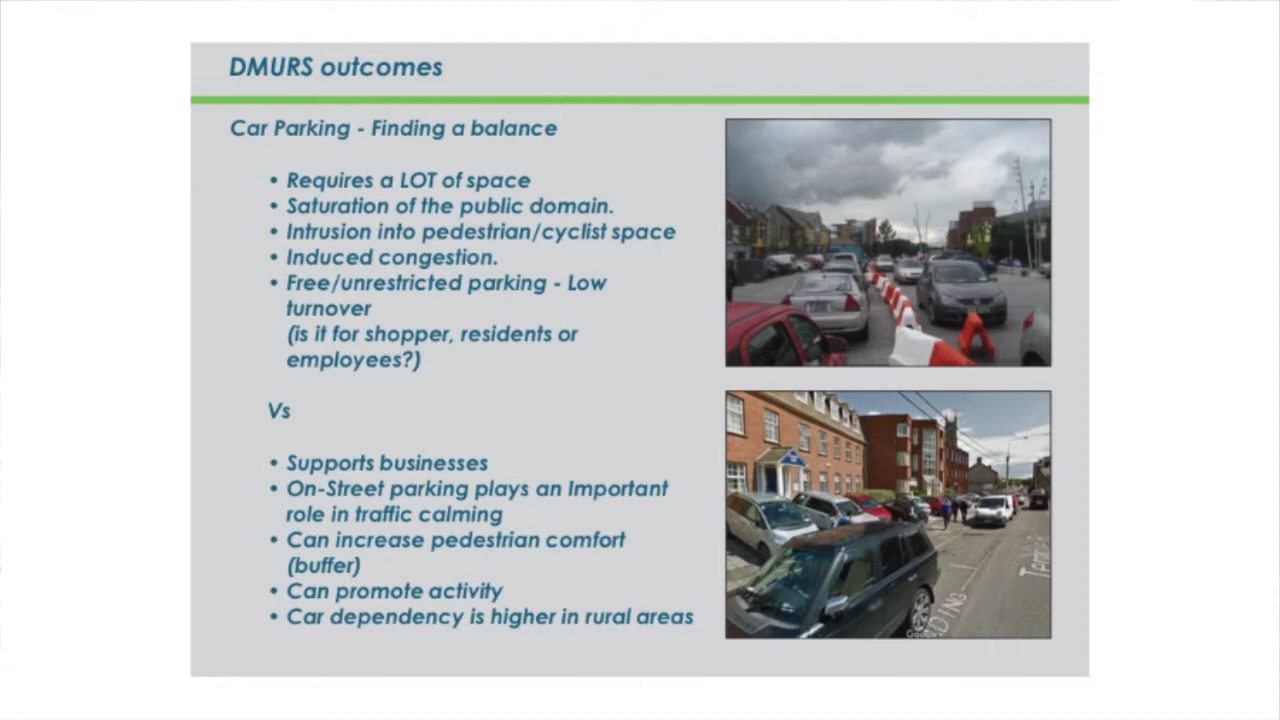 DMURS outcomes
Car Parking - Finding a balance
• Requires a LOT of space
• Saturation of the public domain.
• Intrusion into pedestrian/cyclist space
• Induced congestion.
• Free/unrestricted parking - Low
turnover
(is it for shopper, residents or
employees?)
Vs
• Supports businesses
• On-Street parking plays an Important
role in traffic calming
• Can increase pedestrian comfort
(buffer)
• Can promote activity
• Car dependency is higher in rural areas
Google